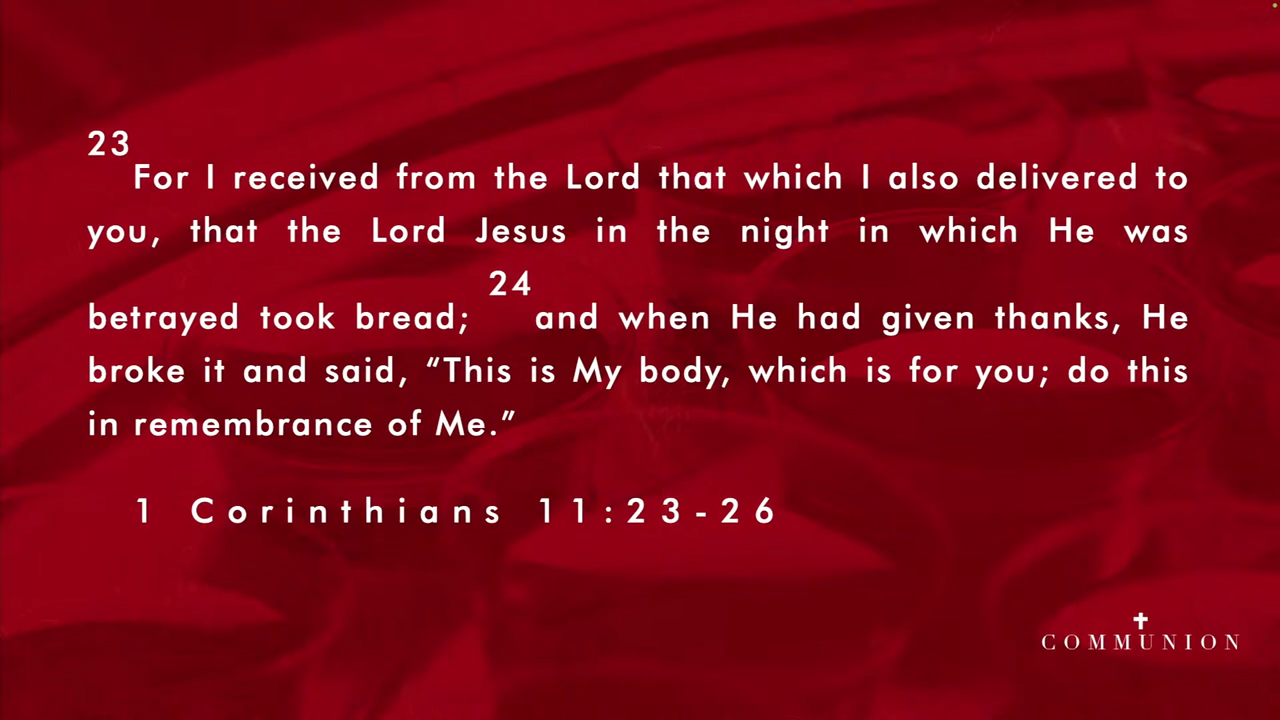 23
For I received from the Lord that which I also delivered to
you, that the Lord Jesus in the night in which He was
24
betrayed took bread; and when He had given thanks, He
broke it and said, “This is My body, which is for you; do this
in remembrance of Me.”
1 Corinthians 11:23-26
COMMUNION